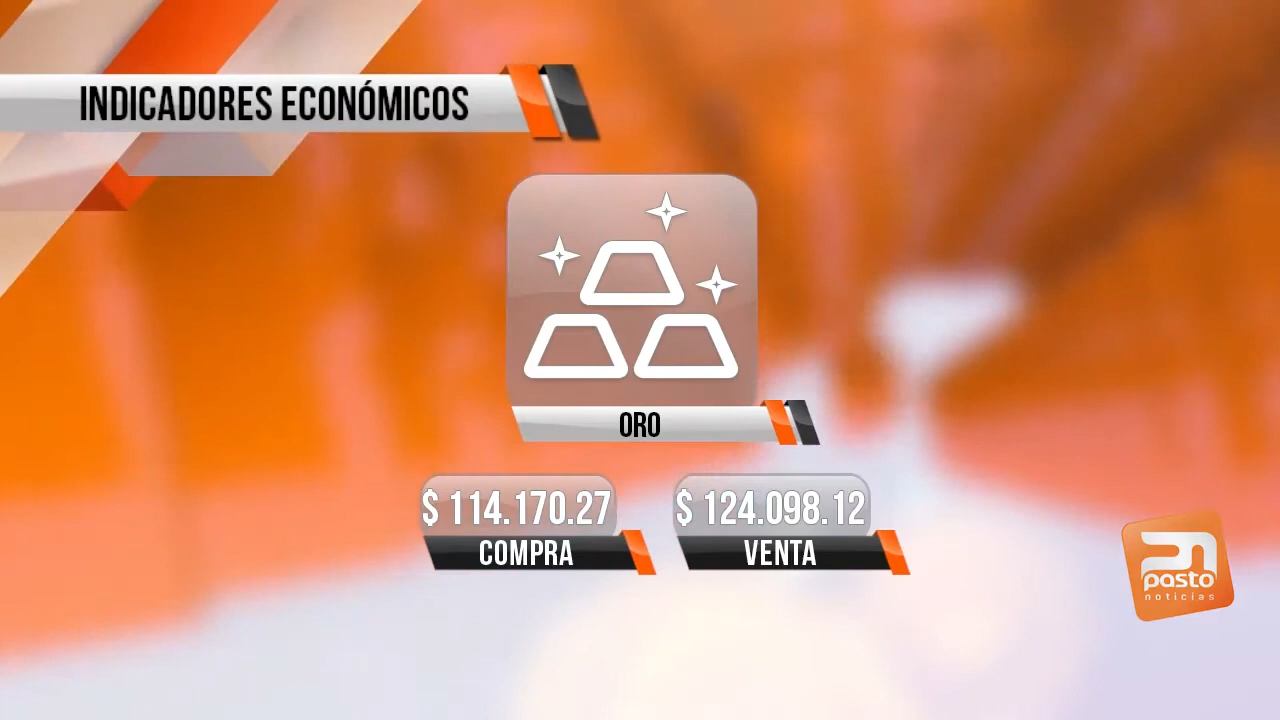 INDICADORES ECONÓMICOS
ORO
$ 114.170.27
COMPRA
$ 124.098.12
VENTA
pasto
noticias